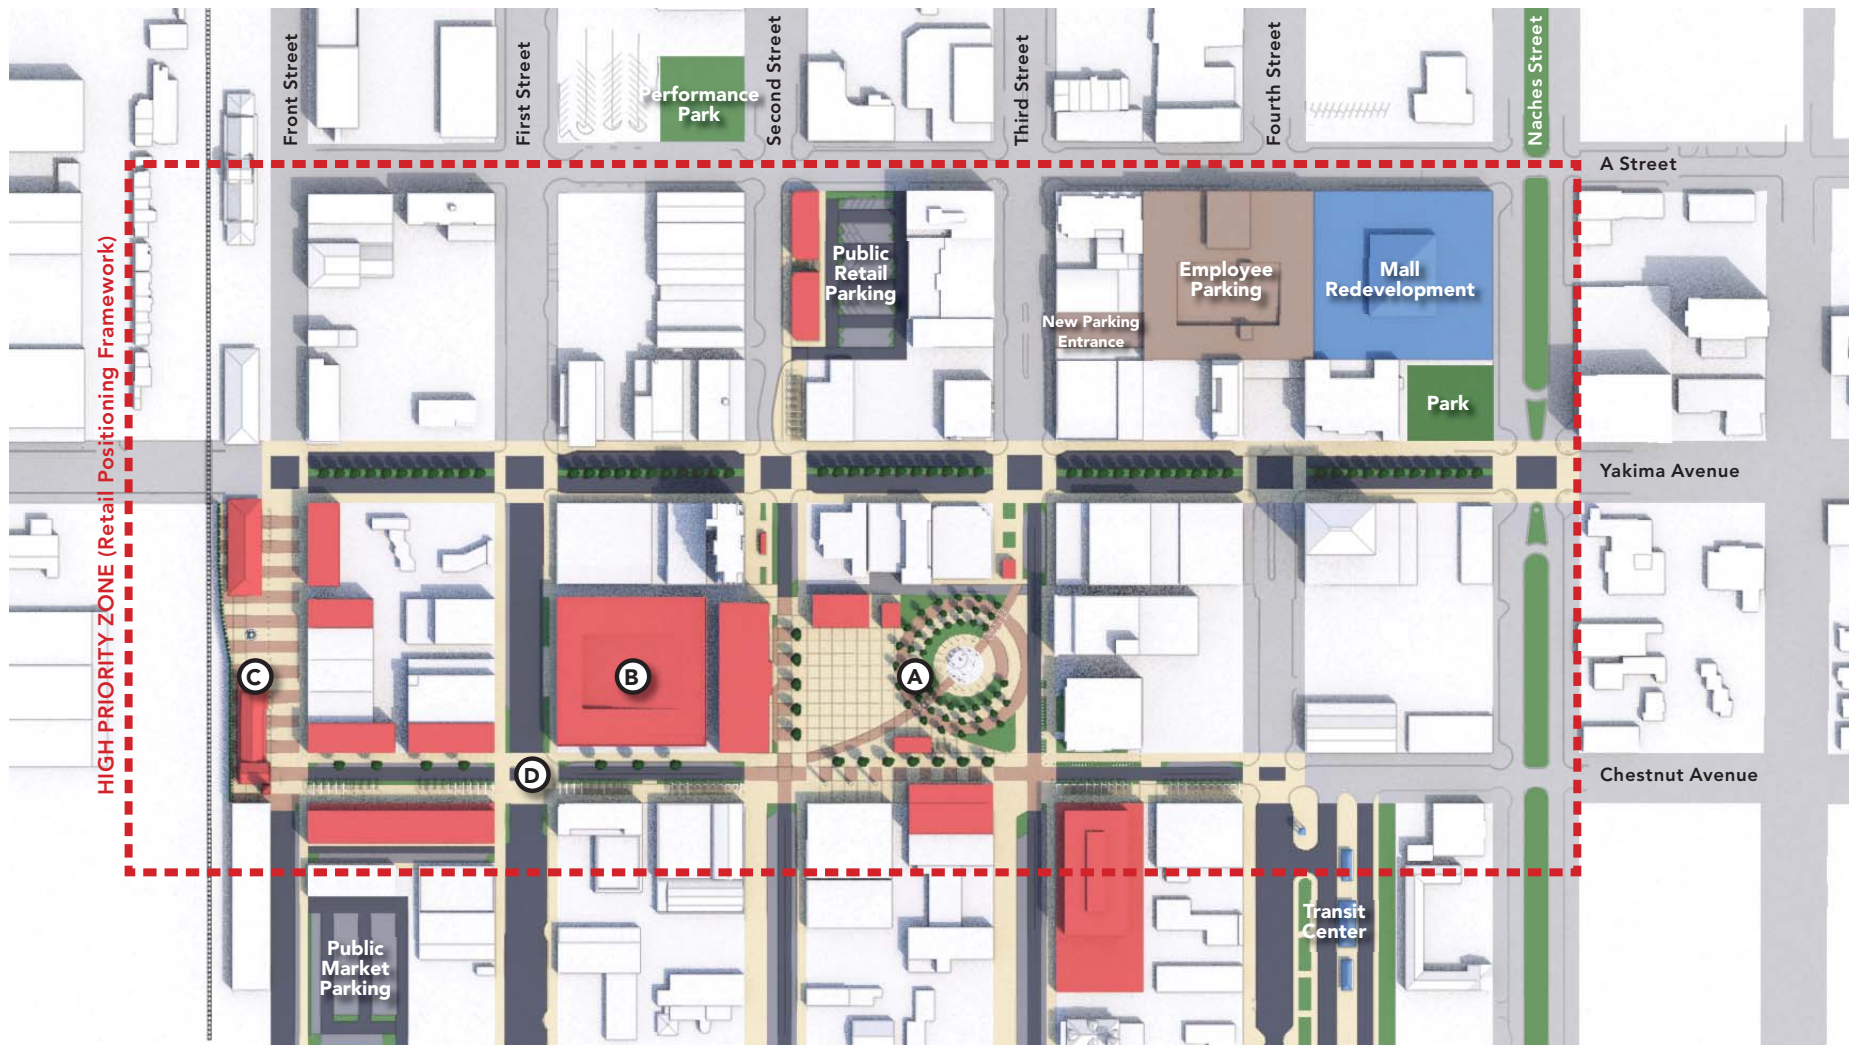 Front Street
First Street
Second Street
Third Street
Fourth Street
Naches Street
Performance
Park
A Street
HIGH PRIORITY ZONE (Retail Positioning Framework)
Public
Retail
Parking
Employee
Parking
Mall
Redevelopment
New Parking
Entrance
Park
Yakima Avenue
C
B
A
D
Chestnut Avenue
Public
Market
Parking
Transit
Center